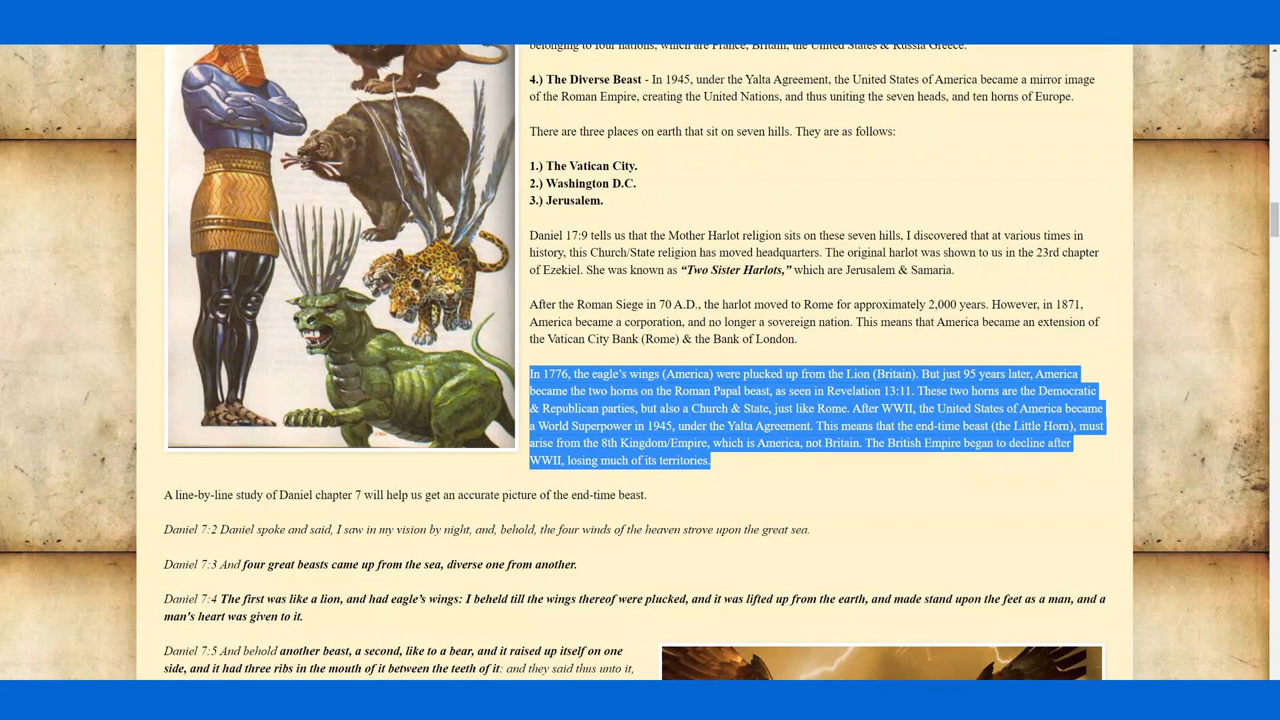 belonging to four nations, which are France, Britain, the United States & Russia Greece.
4.) The Diverse Beast - In 1945, under the Yalta Agreement, the United States of America became a mirror image
of the Roman Empire, creating the United Nations, and thus uniting the seven heads, and ten horns of Europe.
There are three places on earth that sit on seven hills. They are as follows:
1.) The Vatican City.
2.) Washington D.C.
3.) Jerusalem.
Daniel 17:9 tells us that the Mother Harlot religion sits on these seven hills, I discovered that at various times in
history, this Church/State religion has moved headquarters. The original harlot was shown to us in the 23rd chapter
of Ezekiel. She was known as “Two Sister Harlots,” which are Jerusalem & Samaria.
After the Roman Siege in 70 A.D., the harlot moved to Rome for approximately 2,000 years. However, in 1871,
America became a corporation, and no longer a sovereign nation. This means that America became an extension of
the Vatican City Bank (Rome) & the Bank of London.
In 1776, the eagle’s wings (America) were plucked up from the Lion (Britain). But just 95 years later, America
became the two horns on the Roman Papal beast, as seen in Revelation 13:11. These two horns are the Democratic
& Republican parties, but also a Church & State, just like Rome. After WWII, the United States of America became
a World Superpower in 1945, under the Yalta Agreement. This means that the end-time beast (the Little Horn), must
arise from the 8th Kingdom/Empire, which is America, not Britain. The British Empire began to decline after
WWII, losing much of its territories.
A line-by-line study of Daniel chapter 7 will help us get an accurate picture of the end-time beast.
Daniel 7:2 Daniel spoke and said, I saw in my vision by night, and, behold, the four winds of the heaven strove upon the great sea.
Daniel 7:3 And four great beasts came up from the sea, diverse one from another.
Daniel 7:4 The first was like a lion, and had eagle’s wings: I beheld till the wings thereof were plucked, and it was lifted up from the earth, and made stand upon the feet as a man, and a
man's heart was given to it.
Daniel 7:5 And behold another beast, a second, like to a bear, and it raised up itself on one
side, and it had three ribs in the mouth of it between the teeth of it: and they said thus unto it,